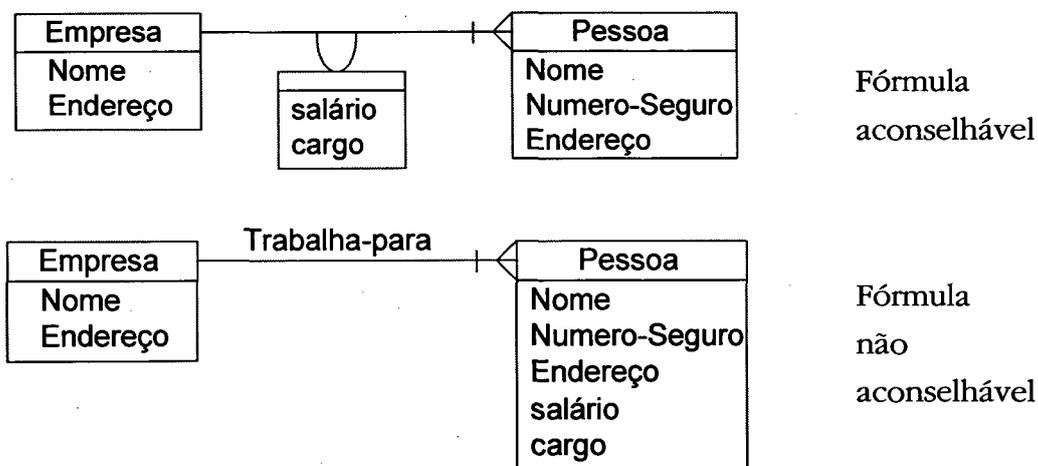 Empresa
Nome
Endereço
salário
cargo
Pessoa
Nome
Numero-Seguro
Endereço
Fórmula
aconselhável
Trabalha-para
Empresa
Nome
Endereço
Pessoa
Nome
Numero-Seguro
Endereço
salário
cargo
Fórmula
não
aconselhável